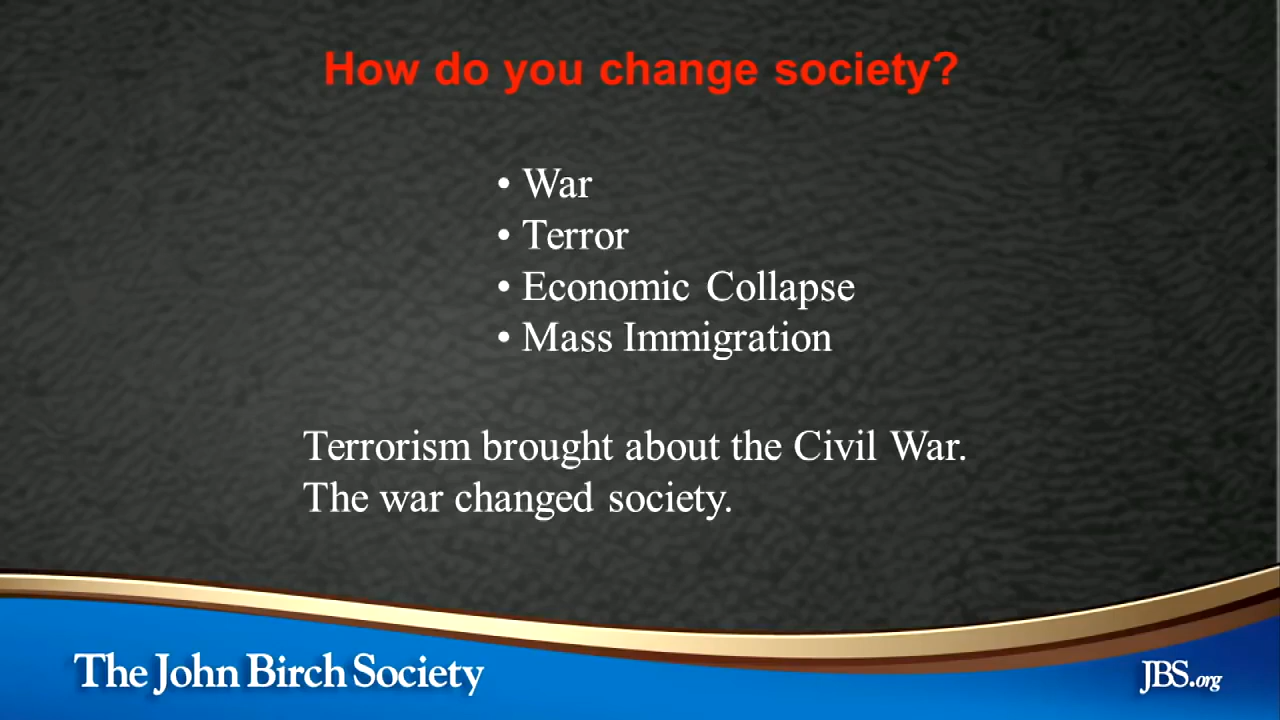 How do you change society?
• War
• Terror
• Economic Collapse
• Mass Immigration
Terrorism brought about the Civil War.
The war changed society.
The John Birch Society
JBS.org